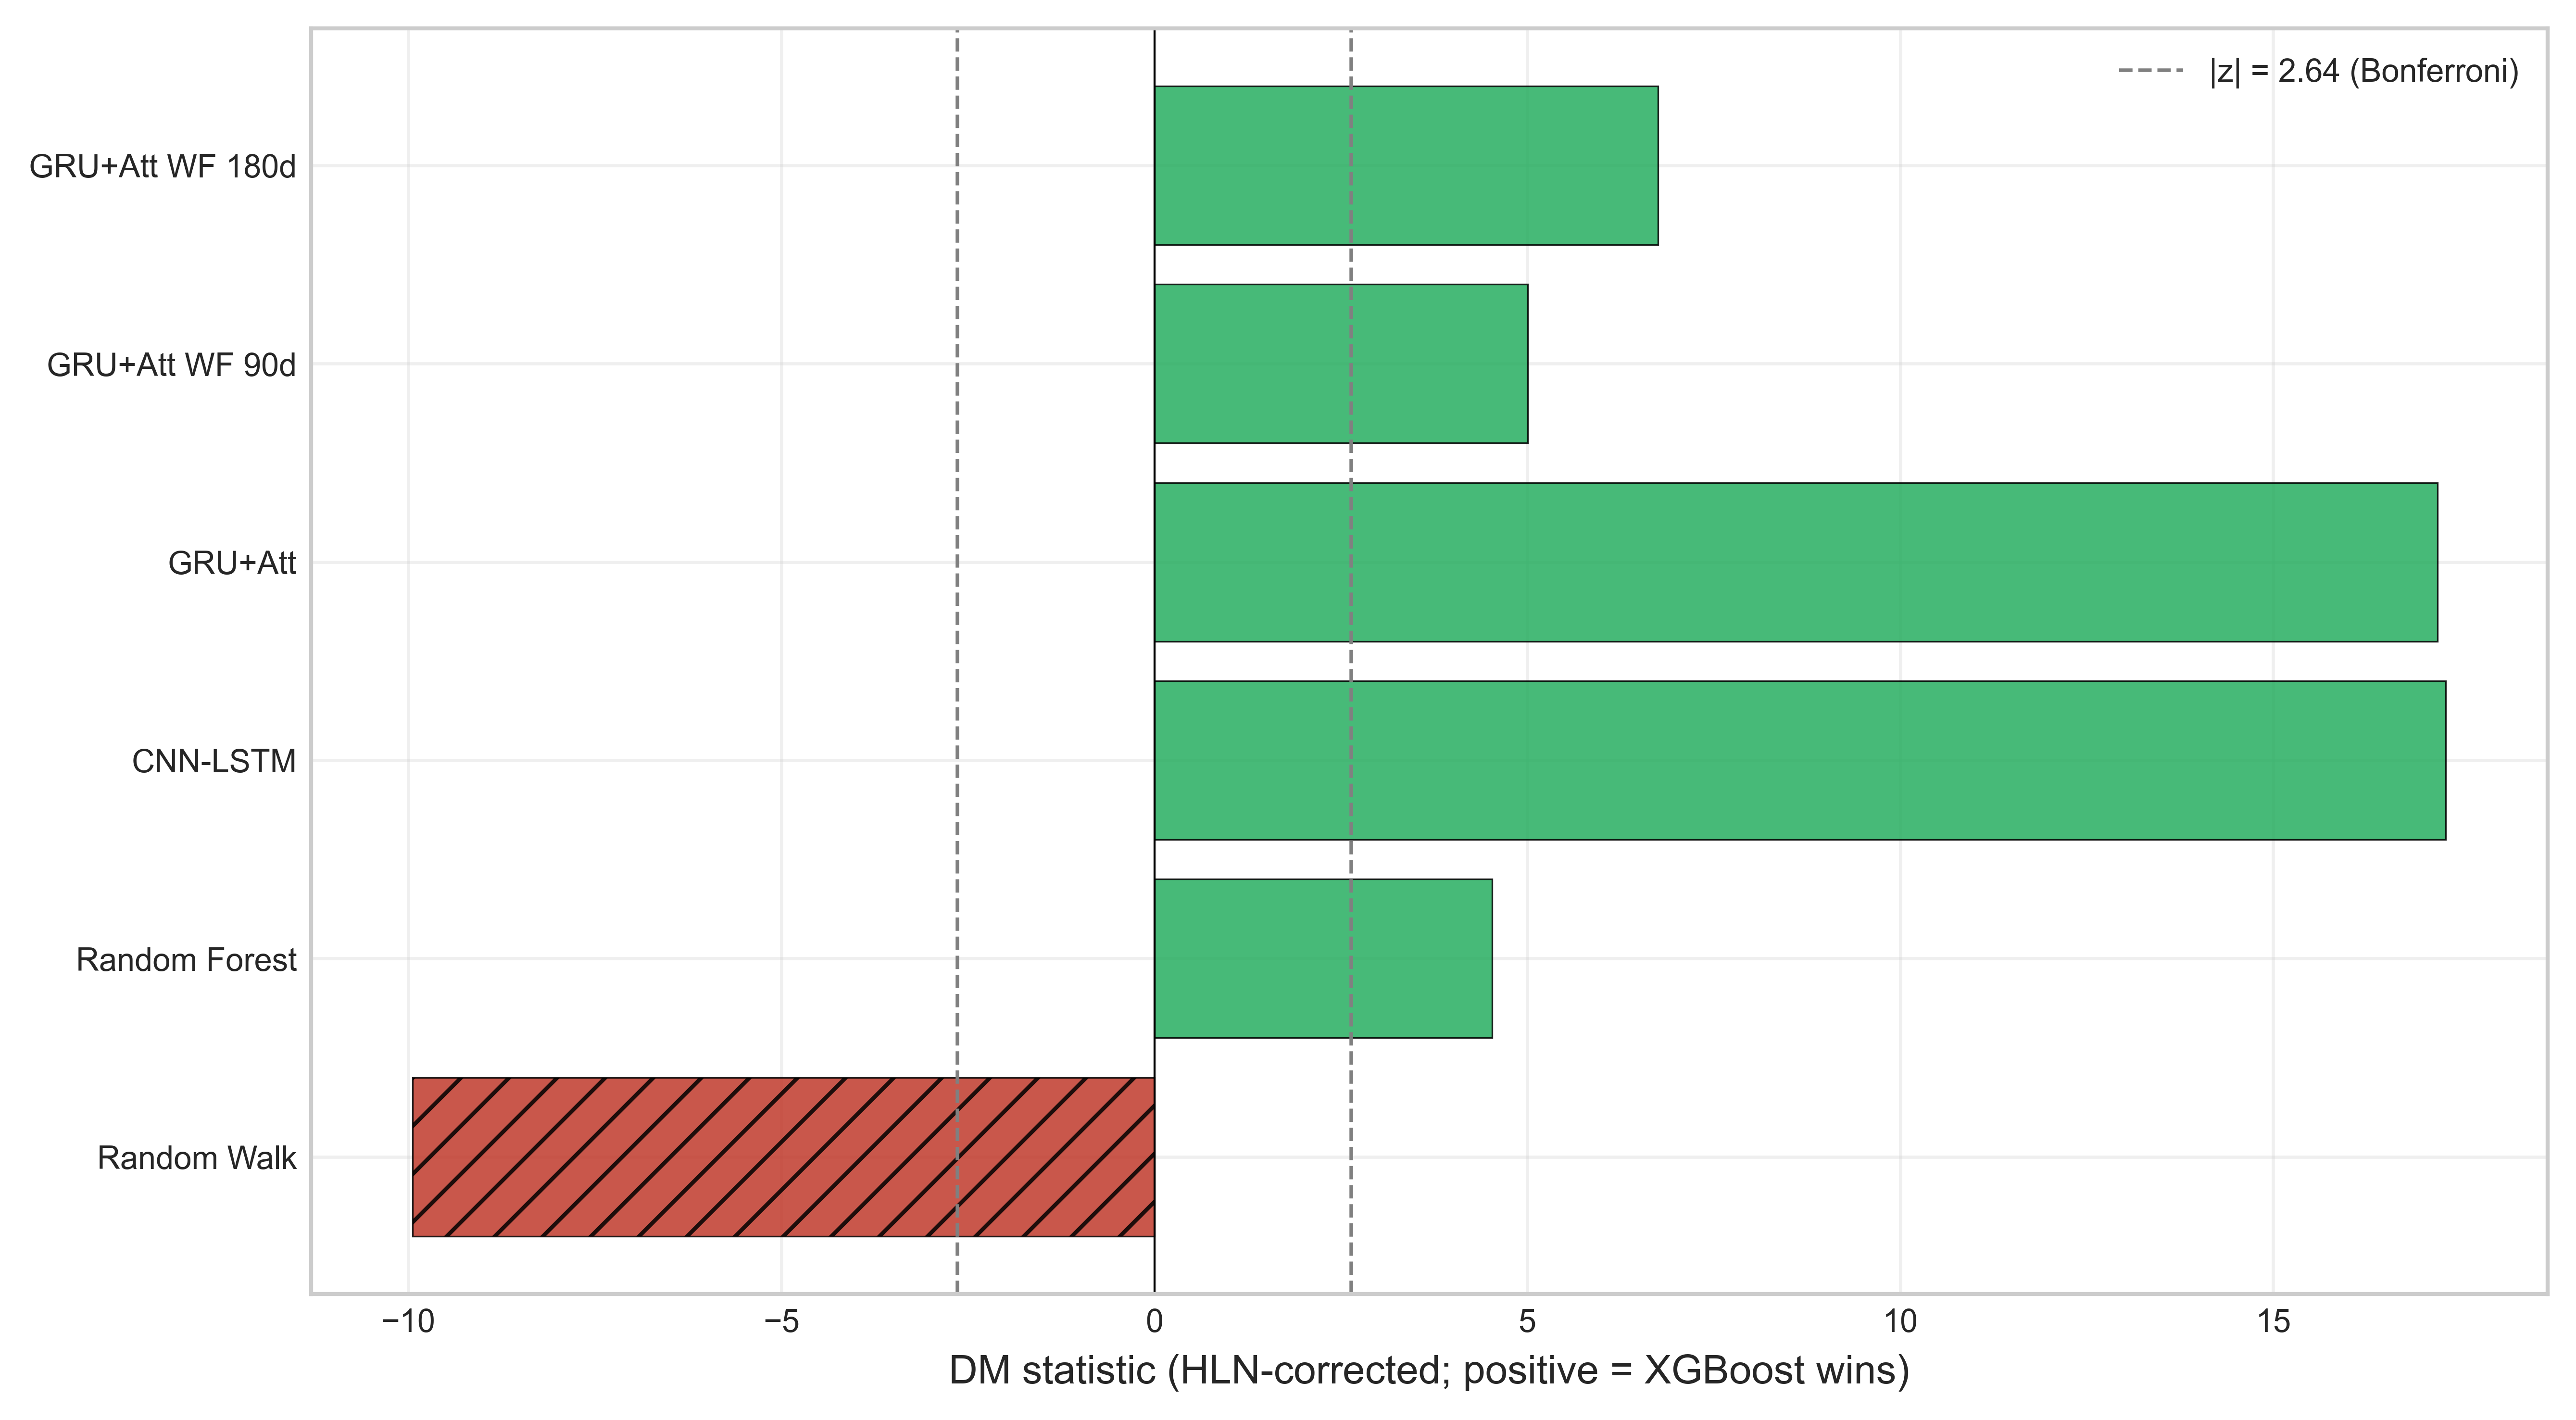 |z| = 2.64 (Bonferroni)
GRU+Att WF 180d
GRU+Att WF 90d
GRU+Att
CNN-LSTM
Random Forest
Random Walk
−10 −5 0 5 10 15
DM statistic (HLN-corrected; positive = XGBoost wins)